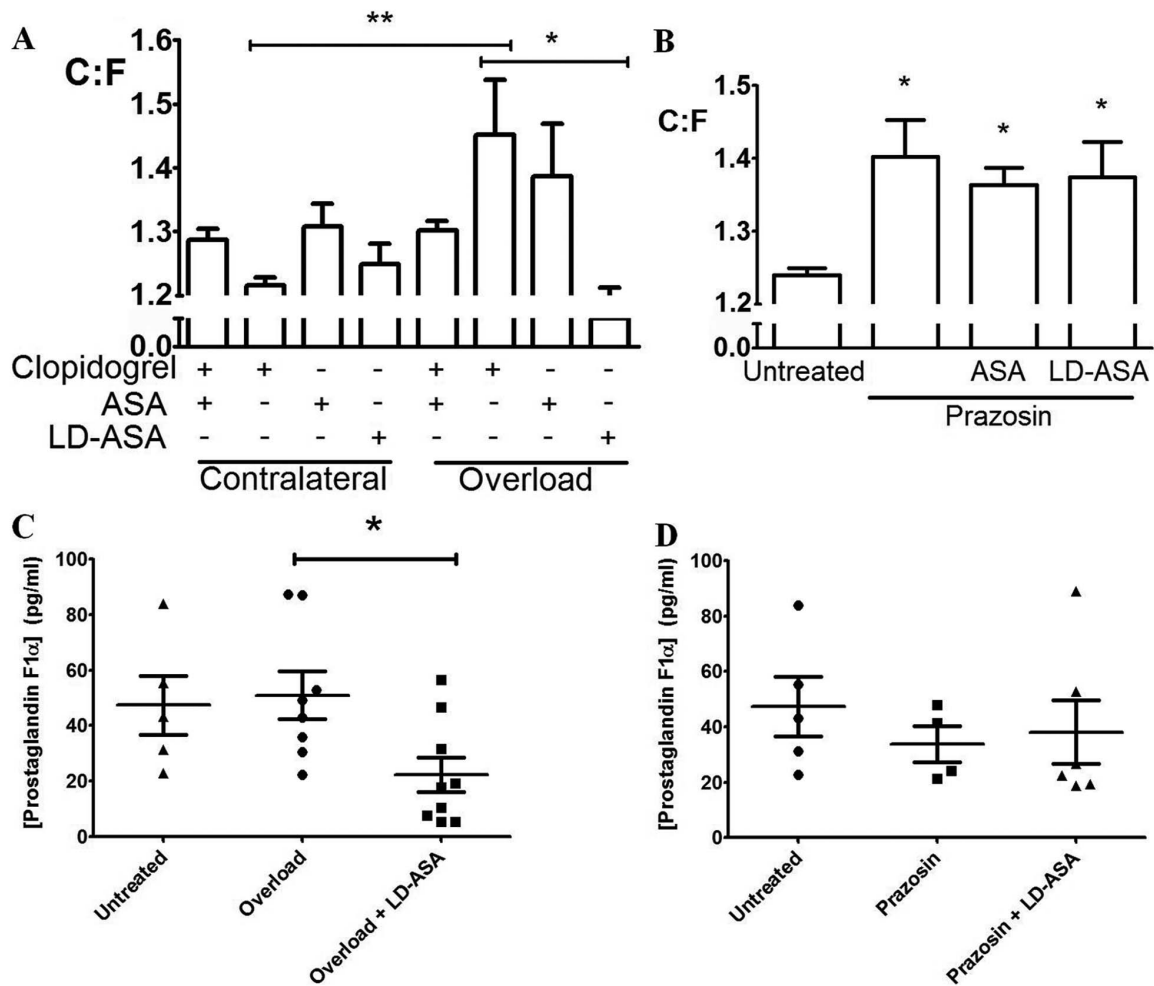 A
C:F
1.6
1.5
1.4
1.3
1.2
0.0
**
*
Clopidogrel + + - - + + - -
ASA + - + - + - + -
LD-ASA - - - + - - - +
Contralateral Overload
B
C:F
1.5
1.4
1.3
1.2
0.0
* * *
Untreated ASA LD-ASA
Prazosin
C
[Prostaglandin F1α] (pg/ml)
100
80
60
40
20
0
*
Untreated
Overload
Overload + LD-ASA
D
[Prostaglandin F1α] (pg/ml)
100
80
60
40
20
0
Untreated
Prazosin
Prazosin + LD-ASA